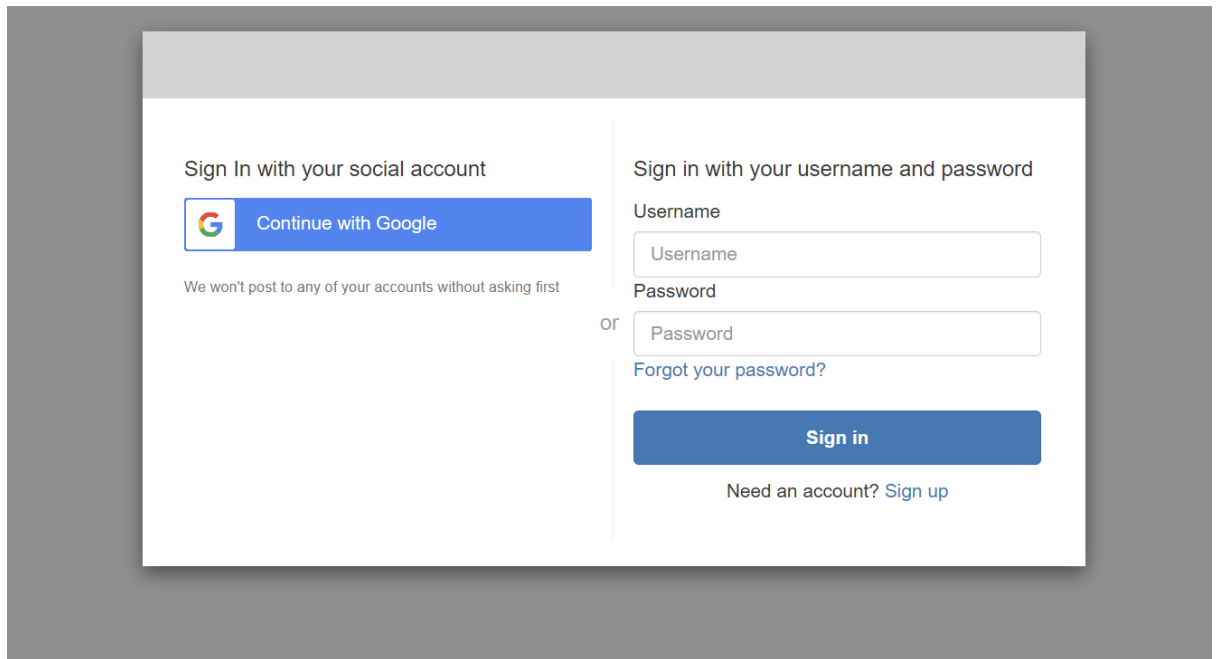 Sign In with your social account
Continue with Google
We won't post to any of your accounts without asking first
or
Sign in with your username and password
Username
Username
Password
Password
Forgot your password?
Sign in
Need an account? Sign up